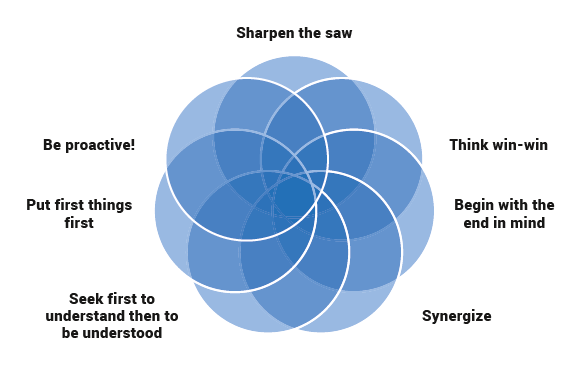 Sharpen the saw
Be proactive!
Think win-win
Put first things
first
Begin with the
end in mind
Seek first to
understand then to
be understood
Synergize